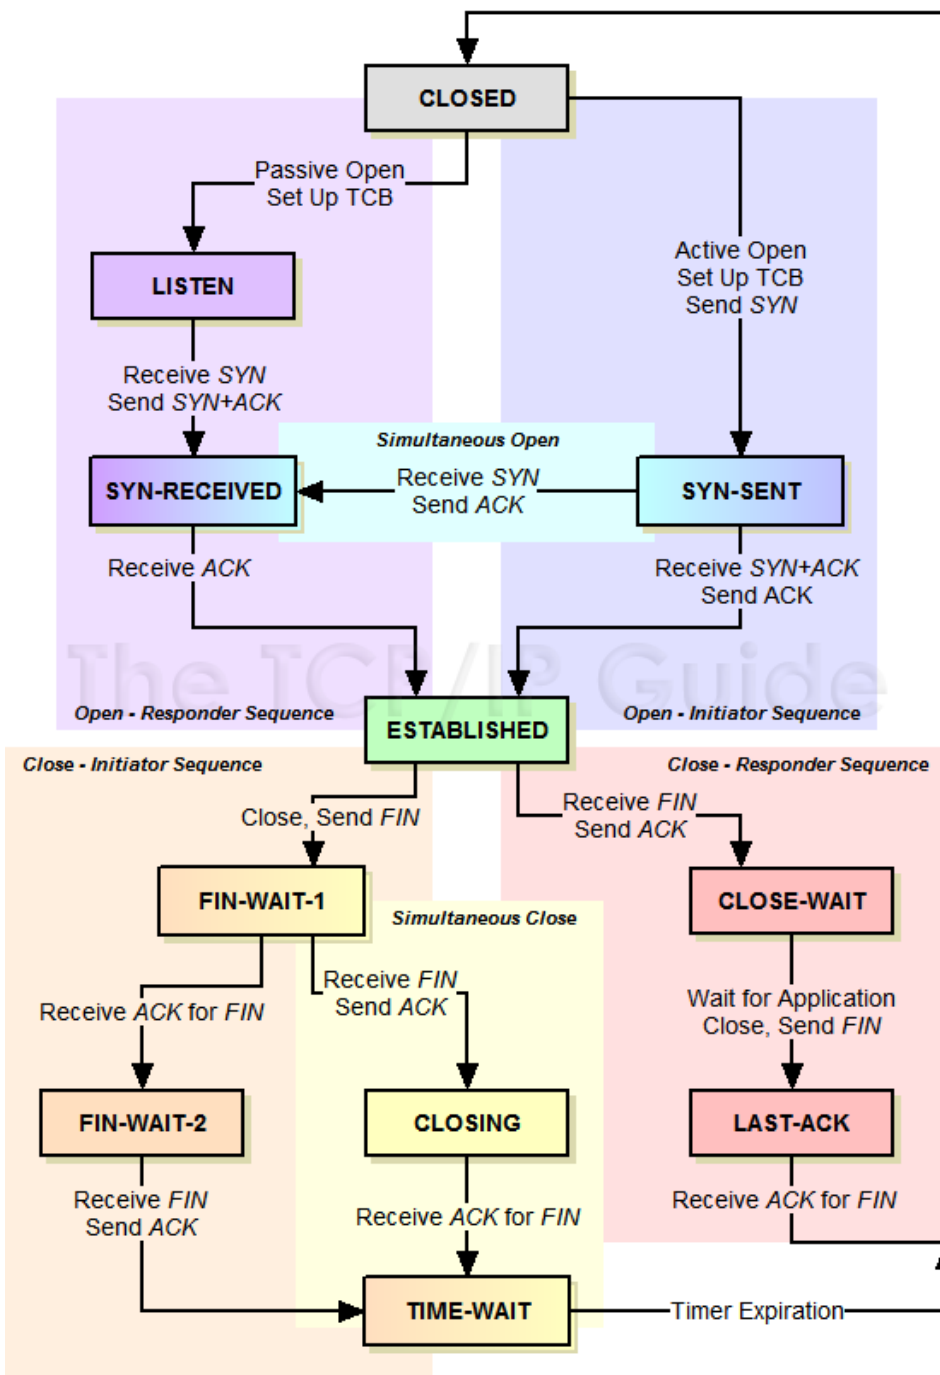 CLOSED
Passive Open
Set Up TCB
Active Open
Set Up TCB
Send SYN
LISTEN
Receive SYN
Send SYN+ACK
Simultaneous Open
SYN-RECEIVED
Receive SYN
Send ACK
SYN-SENT
Receive ACK
Receive SYN+ACK
Send ACK
The TCP/IP Guide
Open - Responder Sequence
Open - Initiator Sequence
ESTABLISHED
Close - Initiator Sequence
Close - Responder Sequence
Close, Send FIN
Receive FIN
Send ACK
FIN-WAIT-1
CLOSE-WAIT
Simultaneous Close
Receive ACK for FIN
Receive FIN
Send ACK
Wait for Application
Close, Send FIN
FIN-WAIT-2
CLOSING
LAST-ACK
Receive FIN
Send ACK
Receive ACK for FIN
Receive ACK for FIN
TIME-WAIT
Timer Expiration